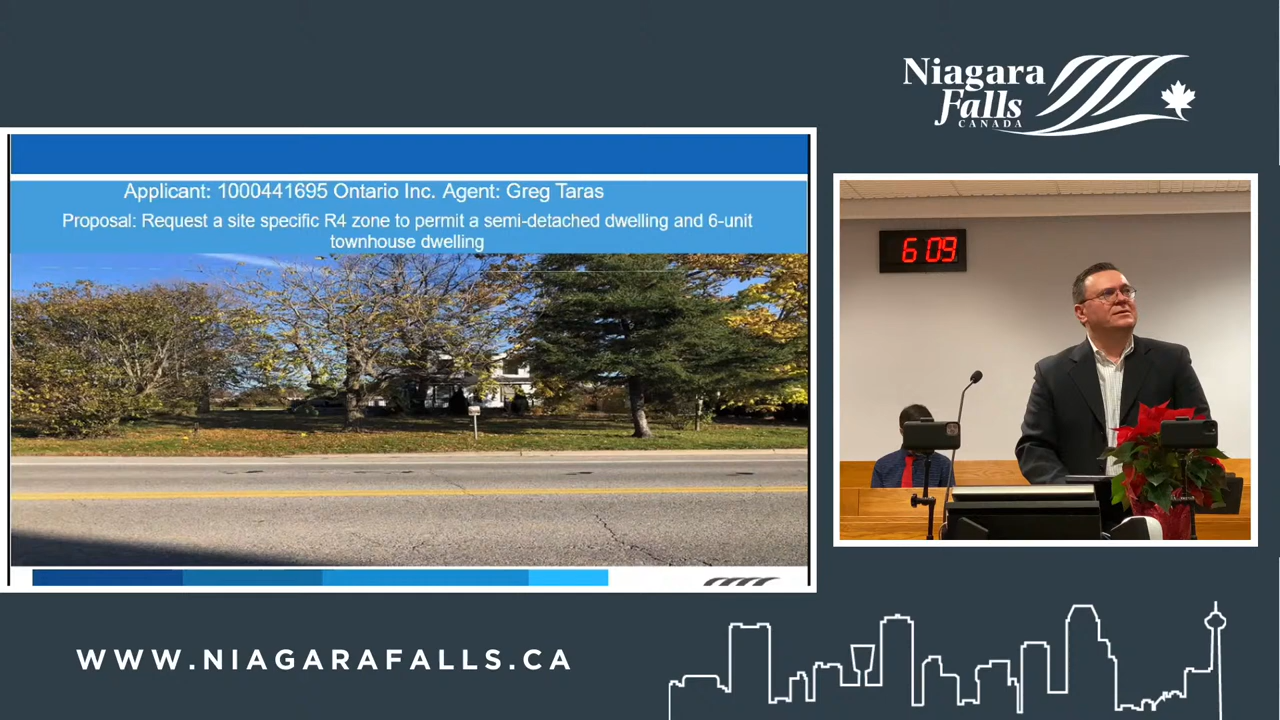 Niagara
Falls
CANADA
Applicant: 1000441695 Ontario Inc. Agent: Greg Taras
Proposal: Request a site specific R4 zone to permit a semi-detached dwelling and 6-unit
townhouse dwelling
6 09
WWW.NIAGARAFALLS.CA